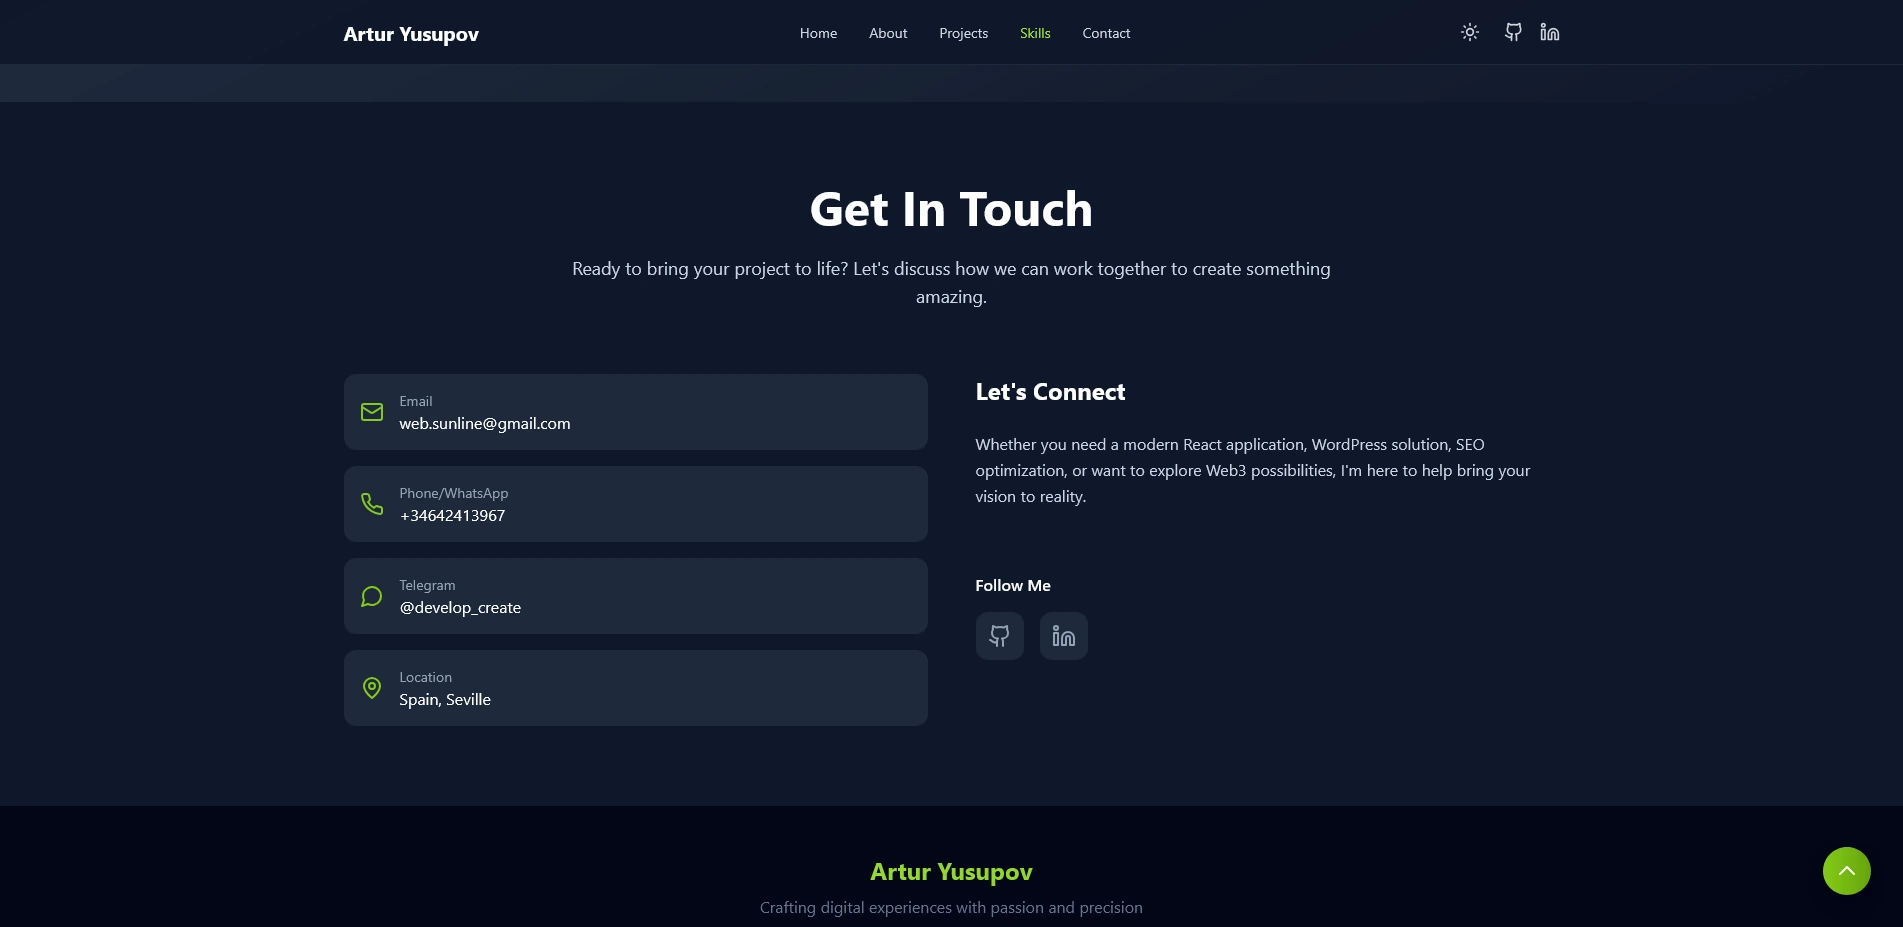 Artur Yusupov
Home
About
Projects
Skills
Contact
Get In Touch
Ready to bring your project to life? Let's discuss how we can work together to create something
amazing.
Email
web.sunline@gmail.com
Phone/WhatsApp
+34642413967
Telegram
@develop_create
Location
Spain, Seville
Let's Connect
Whether you need a modern React application, WordPress solution, SEO
optimization, or want to explore Web3 possibilities, I'm here to help bring your
vision to reality.
Follow Me
Artur Yusupov
Crafting digital experiences with passion and precision